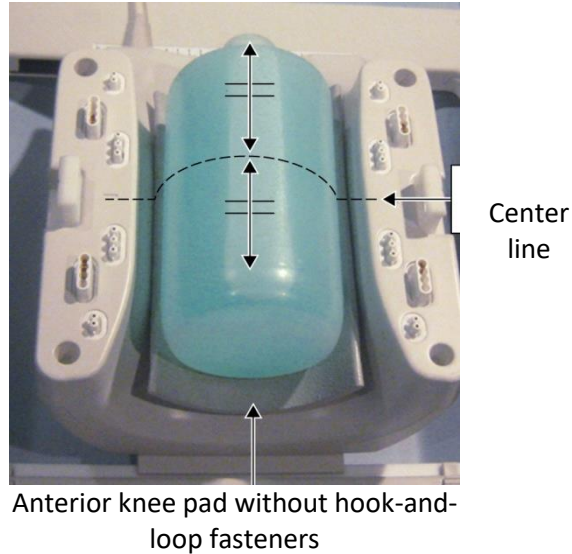 Center
line
Anterior knee pad without hook-and-
loop fasteners